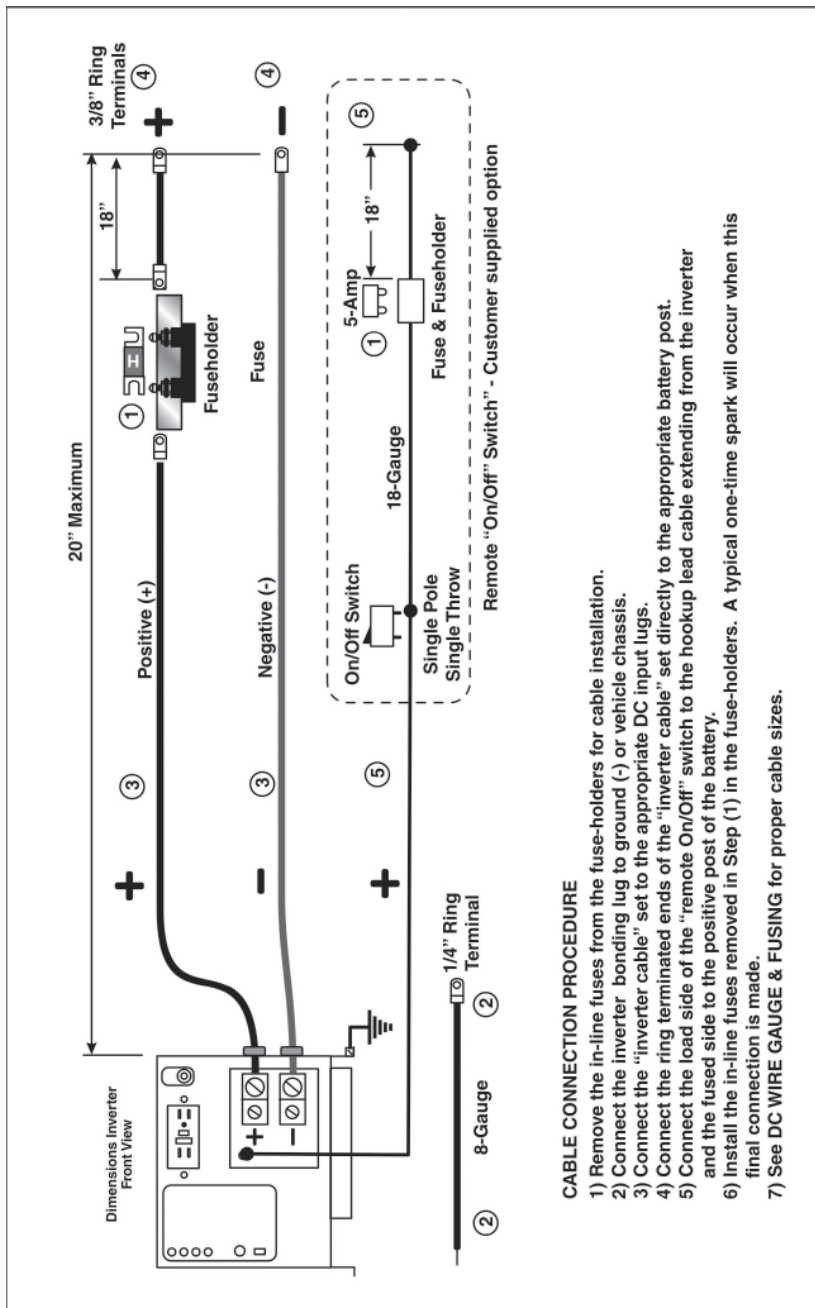 20” Maximum
3/8” Ring
Terminals
18”
4
Positive (+)
3
+
+
1
Fuseholder
Dimensions Inverter
Front View
+
−
Negative (-)
3
−
Fuse
−
4
5
+
On/Off Switch
Single Pole
Single Throw
18-Gauge
5-Amp
1
Fuse & Fuseholder
18”
5
Remote “On/Off” Switch” - Customer supplied option
1/4” Ring
Terminal
2
8-Gauge
2
CABLE CONNECTION PROCEDURE
1) Remove the in-line fuses from the fuse-holders for cable installation.
2) Connect the inverter bonding lug to ground (-) or vehicle chassis.
3) Connect the “inverter cable” set to the appropriate DC input lugs.
4) Connect the ring terminated ends of the “inverter cable” set directly to the appropriate battery post.
5) Connect the load side of the “remote On/Off” switch to the hookup lead cable extending from the inverter
and the fused side to the positive post of the battery.
6) Install the in-line fuses removed in Step (1) in the fuse-holders. A typical one-time spark will occur when this
final connection is made.
7) See DC WIRE GAUGE & FUSING for proper cable sizes.